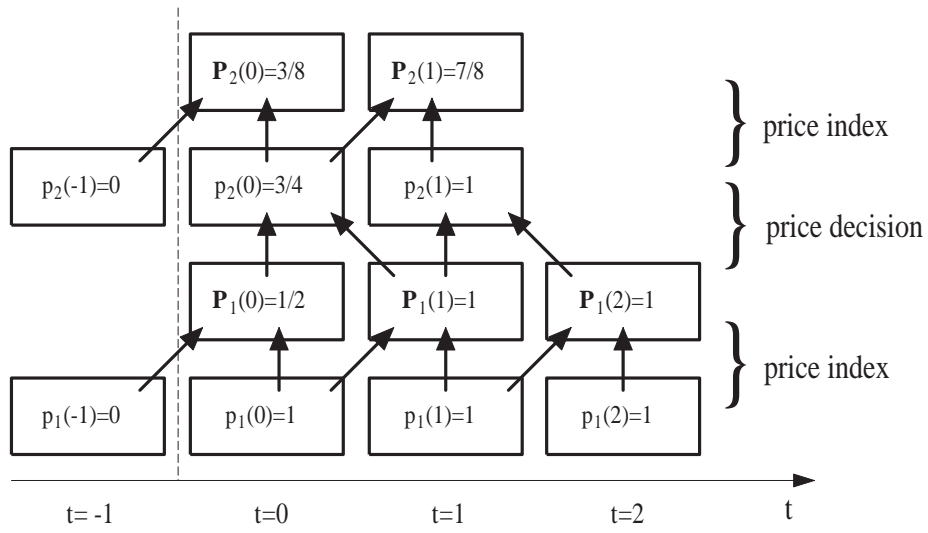 P₂(0)=3/8 P₂(1)=7/8
} price index
p₂(-1)=0 p₂(0)=3/4 p₂(1)=1
} price decision
P₁(0)=1/2 P₁(1)=1 P₁(2)=1
} price index
p₁(-1)=0 p₁(0)=1 p₁(1)=1 p₁(2)=1
t= -1 t=0 t=1 t=2 t